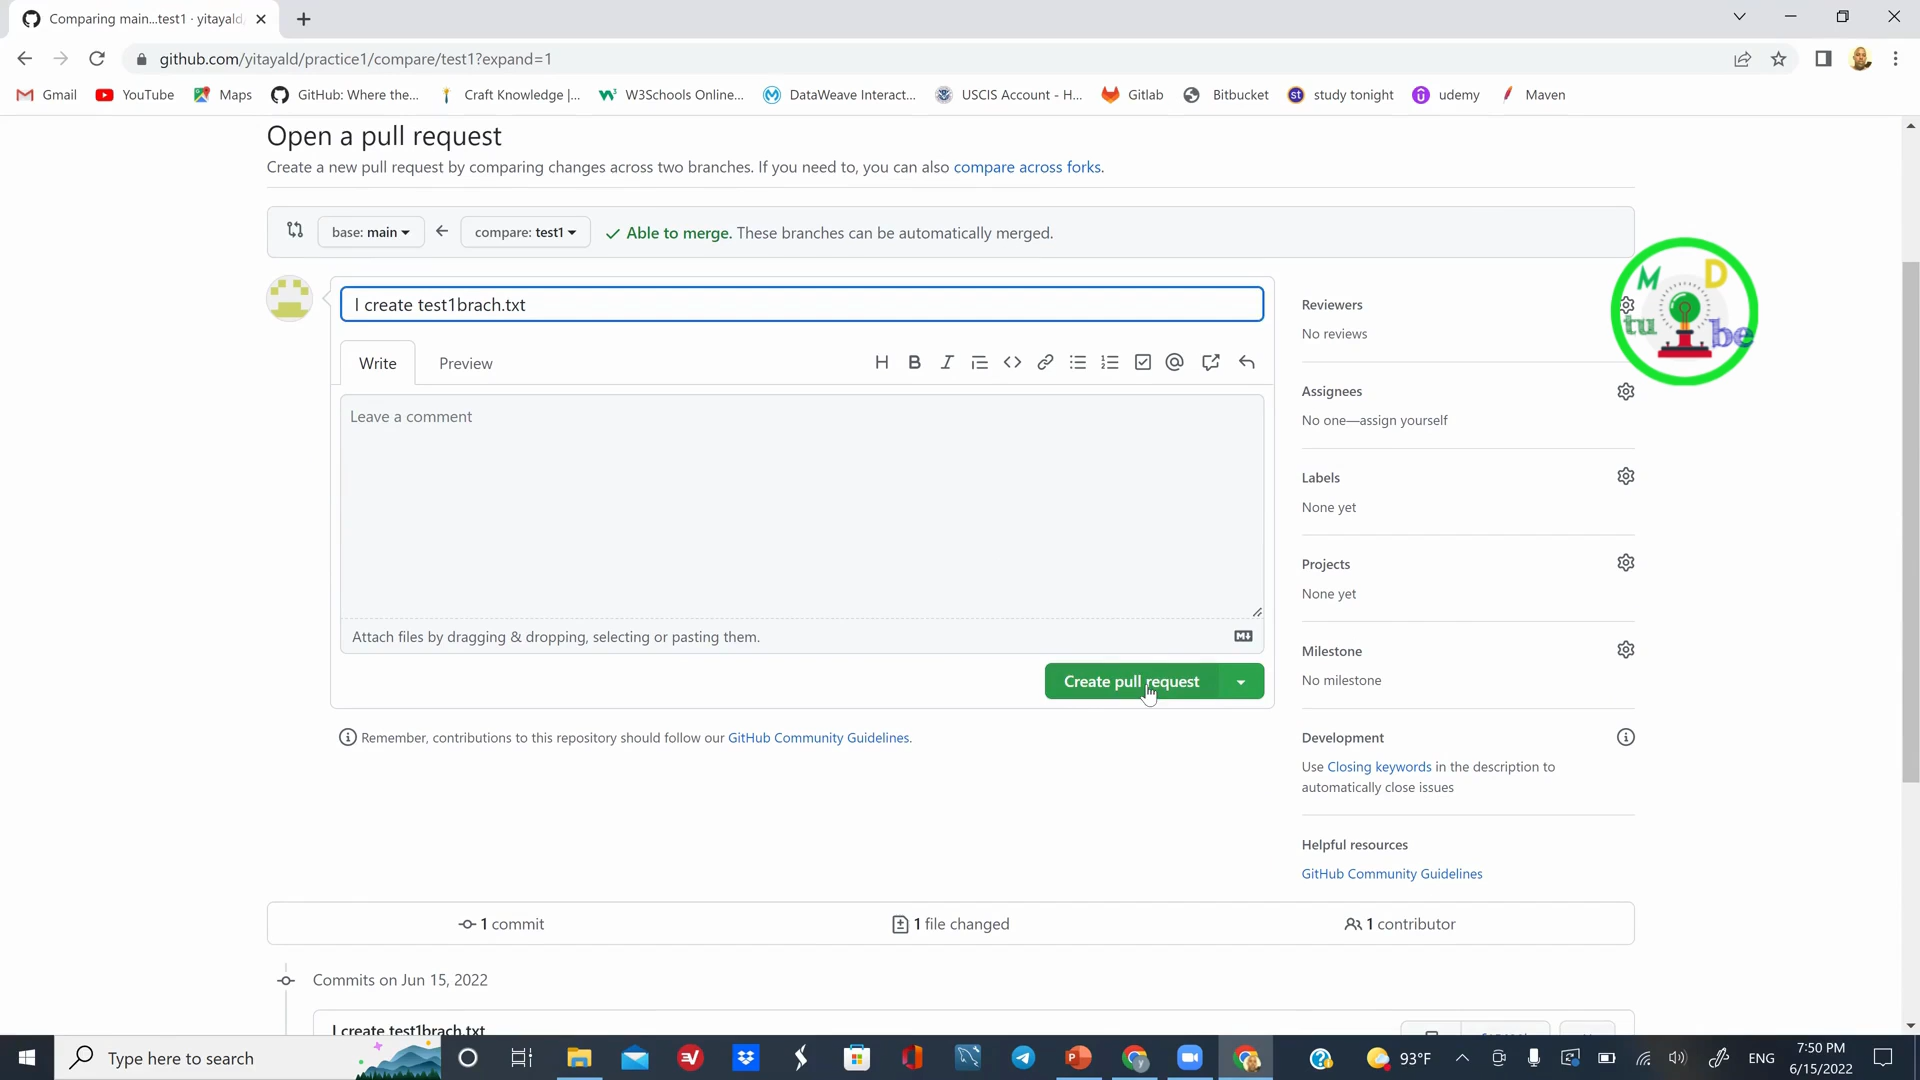 Comparing main...test1 · yitayald
github.com/yitayald/practice1/compare/test1?expand=1
Gmail YouTube Maps GitHub: Where the... Craft Knowledge |... W3Schools Online... DataWeave Interact... USCIS Account - H... Gitlab Bitbucket st study tonight udemy Maven
Open a pull request
Create a new pull request by comparing changes across two branches. If you need to, you can also compare across forks.
base: main compare: test1 Able to merge. These branches can be automatically merged.
I create test1brach.txt
Write Preview
Leave a comment
Attach files by dragging & dropping, selecting or pasting them.
Create pull request
Remember, contributions to this repository should follow our GitHub Community Guidelines.
Reviewers
No reviews
M D
tu be
Assignees
No one—assign yourself
Labels
None yet
Projects
None yet
Milestone
No milestone
Development
Use Closing keywords in the description to
automatically close issues
Helpful resources
GitHub Community Guidelines
1 commit 1 file changed 1 contributor
Commits on Jun 15, 2022
I create test1brach.txt
Type here to search 93°F ENG 7:50 PM
6/15/2022